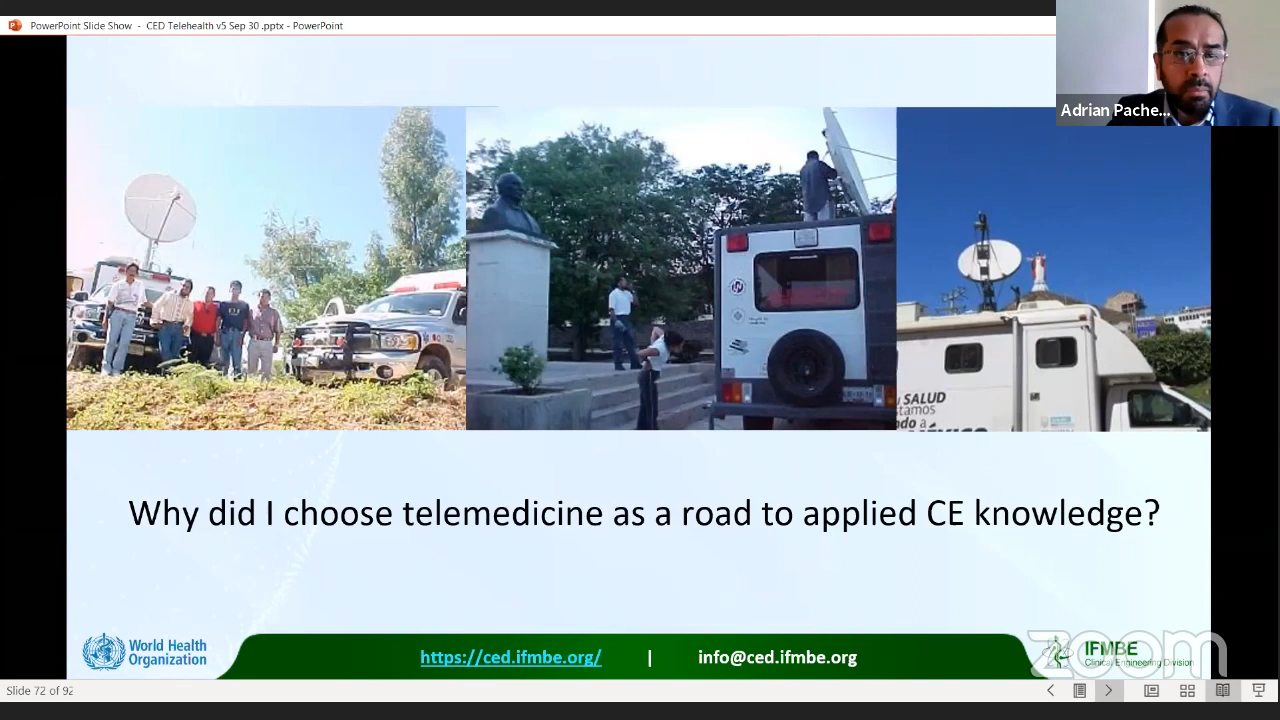 PowerPoint Slide Show - CED Telehealth v5 Sep 30 .pptx - PowerPoint
Adrian Pache...
SALUD
stamos
Why did I choose telemedicine as a road to applied CE knowledge?
World Health
Organization
https://ced.ifmbe.org/ | info@ced.ifmbe.org
IFMBE
Clinical Engineering Division
zoom
Slide 72 of 92